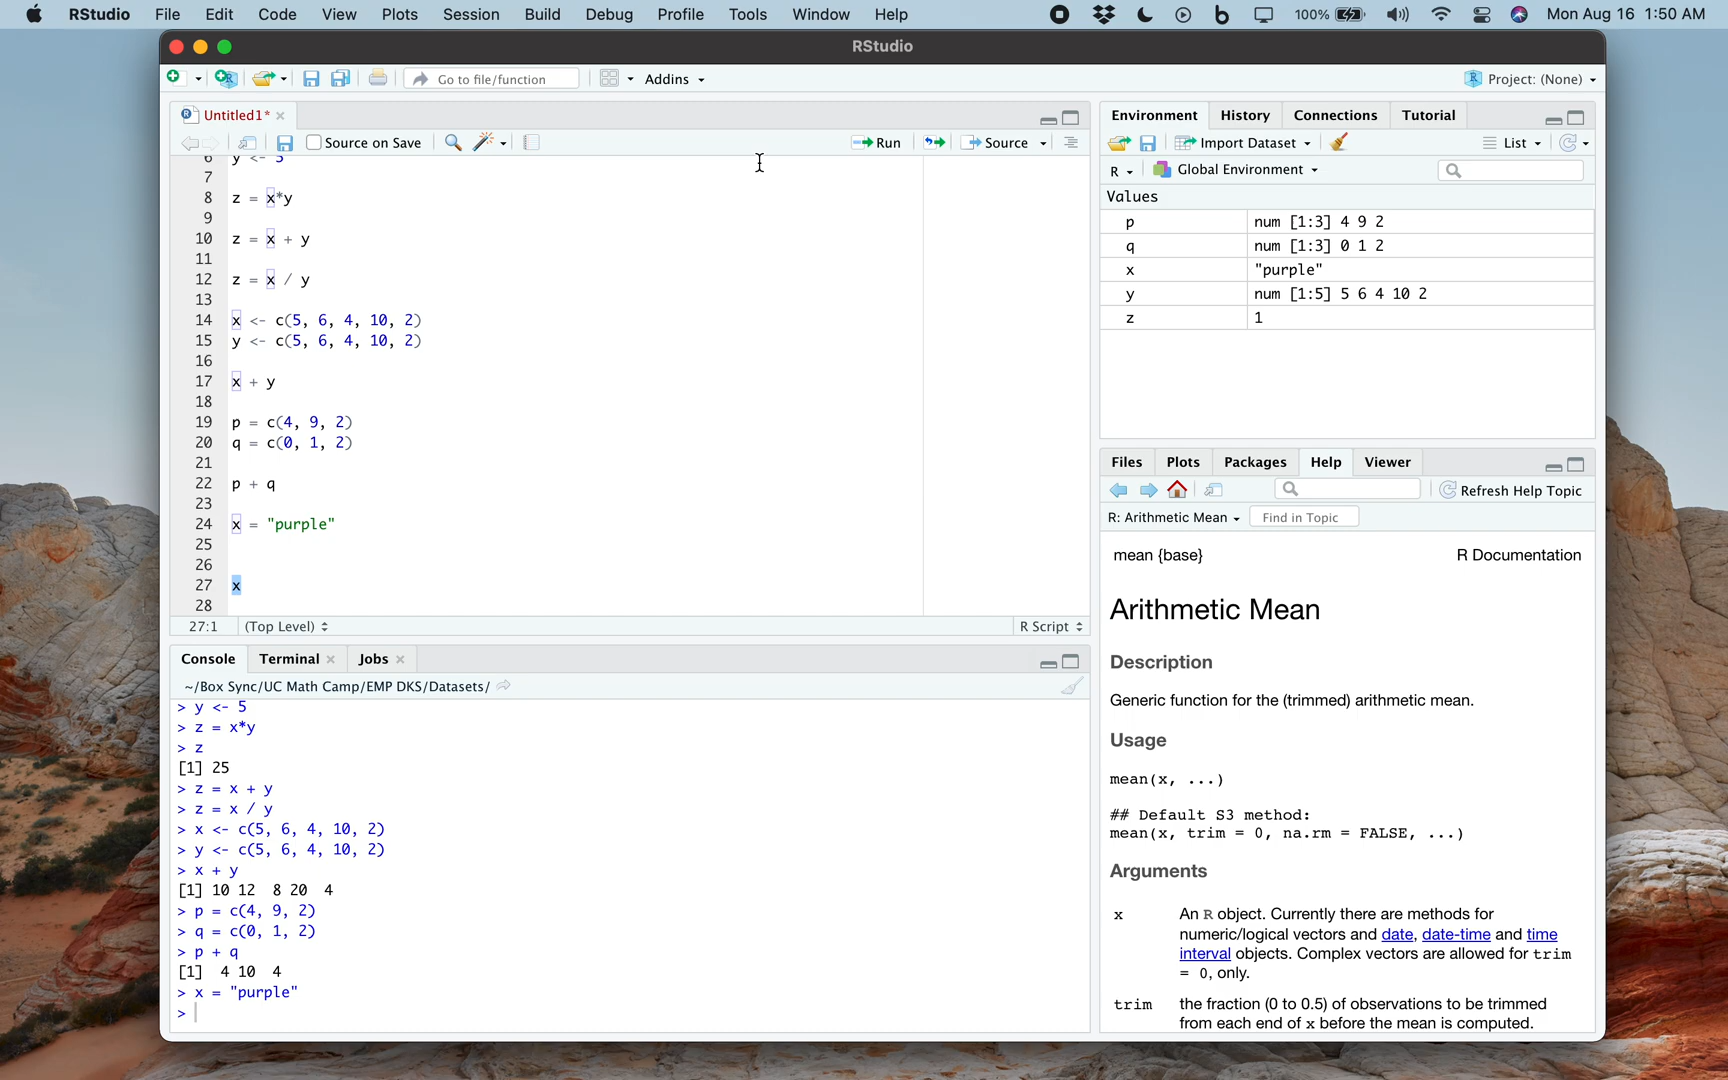 RStudio File Edit Code View Plots Session Build Debug Profile Tools Window Help 100% Mon Aug 16 1:50 AM
RStudio
Go to file/function Addins Project: (None)
Untitled1*
Source on Save Run Source
6 y <- 5
7
8 z = x*y
9
10 z = x + y
11
12 z = x / y
13
14 x <- c(5, 6, 4, 10, 2)
15 y <- c(5, 6, 4, 10, 2)
16
17 x + y
18
19 p = c(4, 9, 2)
20 q = c(0, 1, 2)
21
22 p + q
23
24 x = "purple"
25
26
27 x
28
27:1 (Top Level) R Script
Console Terminal Jobs
~/Box Sync/UC Math Camp/EMP DKS/Datasets/
> y <- 5
> z = x*y
> z
[1] 25
> z = x + y
> z = x / y
> x <- c(5, 6, 4, 10, 2)
> y <- c(5, 6, 4, 10, 2)
> x + y
[1] 10 12  8 20  4
> p = c(4, 9, 2)
> q = c(0, 1, 2)
> p + q
[1]  4 10  4
> x = "purple"
>
Environment History Connections Tutorial
Import Dataset List
R Global Environment
Values
p num [1:3] 4 9 2
q num [1:3] 0 1 2
x "purple"
y num [1:5] 5 6 4 10 2
z 1
Files Plots Packages Help Viewer
Refresh Help Topic
R: Arithmetic Mean Find in Topic
mean {base} R Documentation
Arithmetic Mean
Description
Generic function for the (trimmed) arithmetic mean.
Usage
mean(x, ...)
## Default S3 method:
mean(x, trim = 0, na.rm = FALSE, ...)
Arguments
x An R object. Currently there are methods for
numeric/logical vectors and date, date-time and time
interval objects. Complex vectors are allowed for trim
= 0, only.
trim the fraction (0 to 0.5) of observations to be trimmed
from each end of x before the mean is computed.